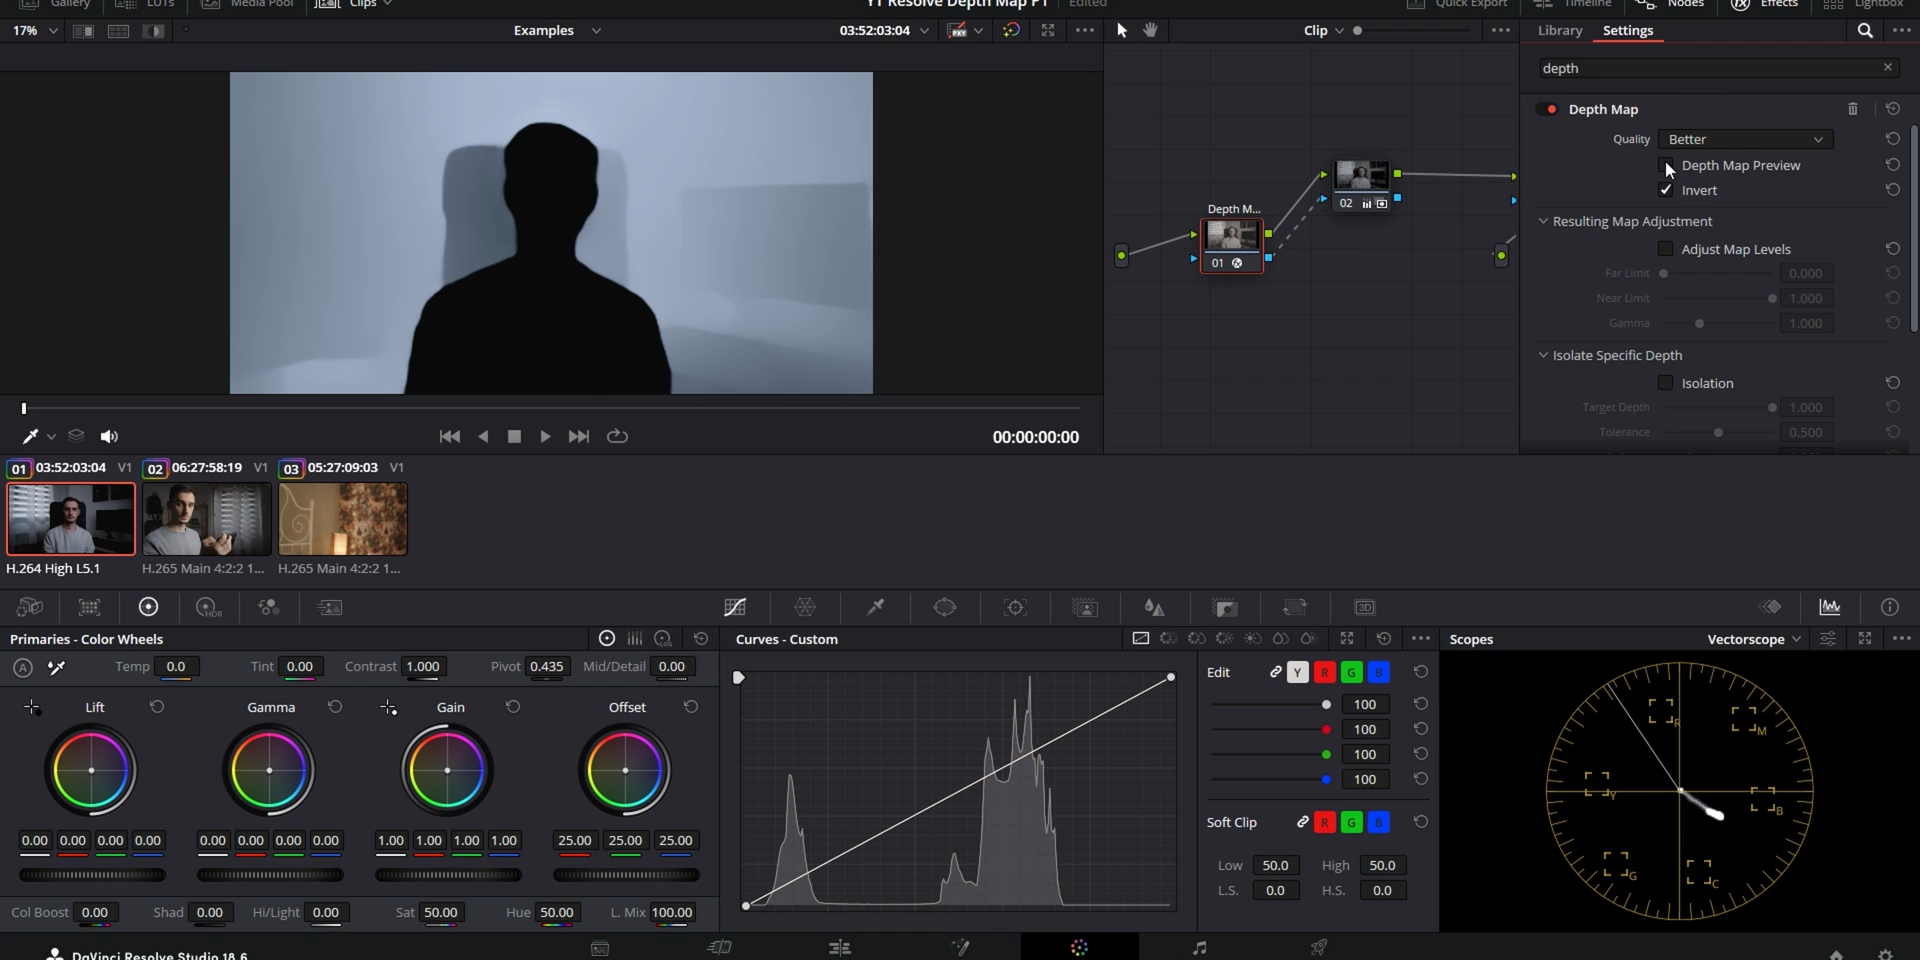 Gallery LUTs Media Pool Clips YT Resolve Depth Map P1 Edited Quick Export Timeline Nodes Effects Lightbox
17% Examples 03:52:03:04 PXY Clip Library Settings
depth
Depth Map
Quality Better
Depth Map Preview
Invert
Resulting Map Adjustment
Adjust Map Levels
Far Limit 0.000
Near Limit 1.000
Gamma 1.000
Isolate Specific Depth
Isolation
Target Depth 1.000
Tolerance 0.500
Depth M...
01
02
00:00:00:00
01 03:52:03:04 V1 02 06:27:58:19 V1 03 05:27:09:03 V1
H.264 High L5.1 H.265 Main 4:2:2 1... H.265 Main 4:2:2 1...
HDR 3D
Primaries - Color Wheels Curves - Custom Scopes Vectorscope
A Temp 0.0 Tint 0.00 Contrast 1.000 Pivot 0.435 Mid/Detail 0.00
Lift Gamma Gain Offset
0.00 0.00 0.00 0.00 0.00 0.00 0.00 0.00 1.00 1.00 1.00 1.00 25.00 25.00 25.00
Col Boost 0.00 Shad 0.00 Hi/Light 0.00 Sat 50.00 Hue 50.00 L. Mix 100.00
Edit Y R G B
100
100
100
100
Soft Clip R G B
Low 50.0 High 50.0
L.S. 0.0 H.S. 0.0
R M
Y B
G C
DaVinci Resolve Studio 18.6